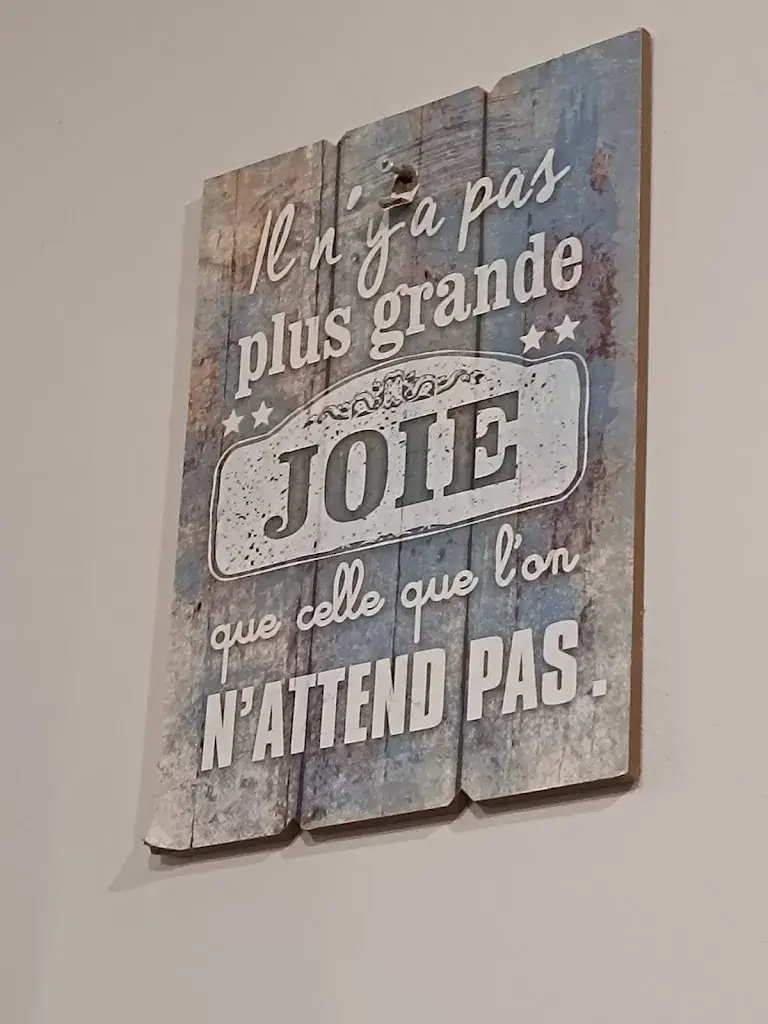 Il n'y a pas
plus grande
JOIE
que celle que l'on
N'ATTEND PAS.